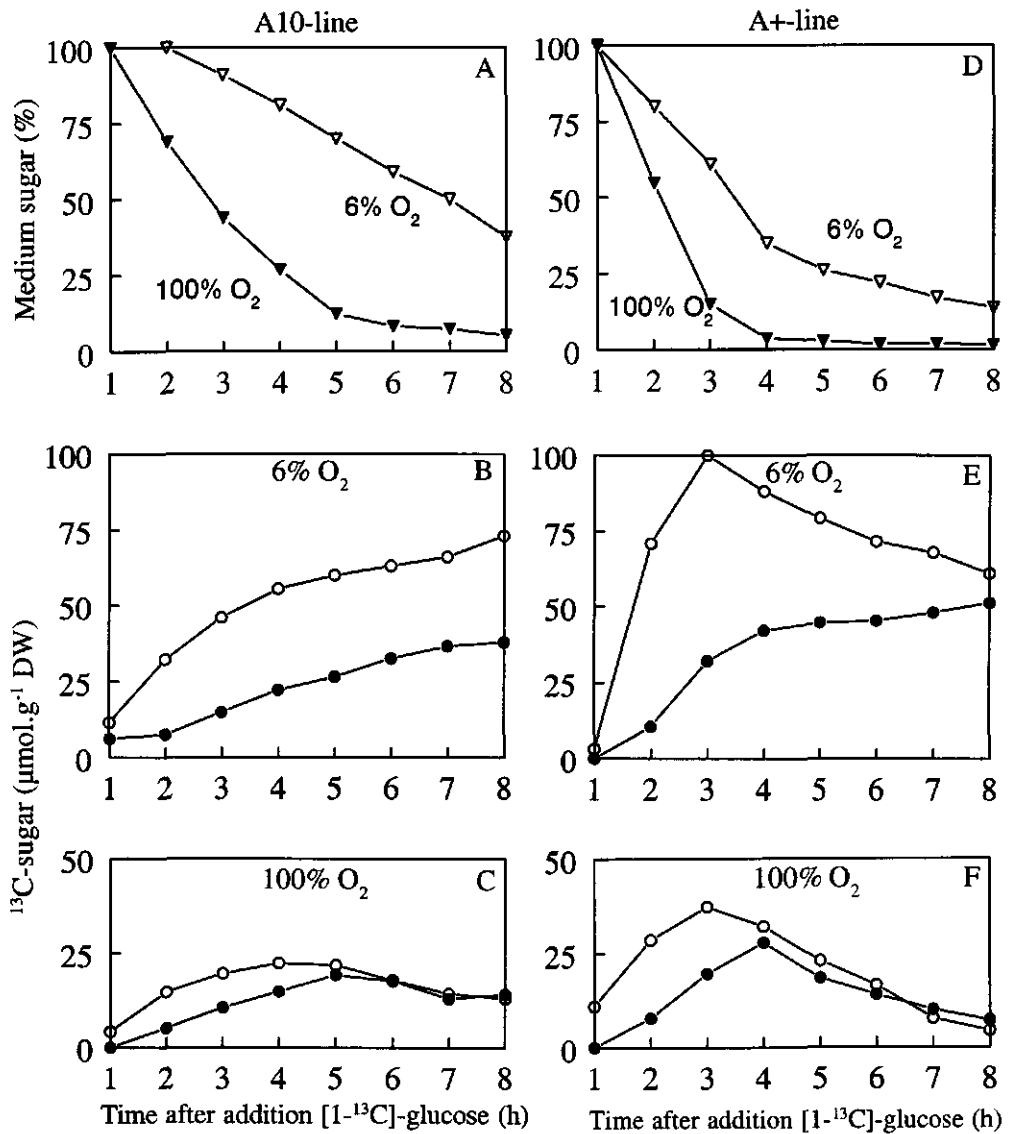 A10-line
A+-line
Medium sugar (%)
100
75
50
25
0
A
6% O₂
100% O₂
1 2 3 4 5 6 7 8
100
75
50
25
0
D
6% O₂
100% O₂
1 2 3 4 5 6 7 8
¹³C-sugar (μmol.g⁻¹ DW)
100
75
50
25
0
6% O₂
B
1 2 3 4 5 6 7 8
100
75
50
25
0
6% O₂
E
1 2 3 4 5 6 7 8
50
25
0
100% O₂
C
1 2 3 4 5 6 7 8
Time after addition [1-¹³C]-glucose (h)
50
25
0
100% O₂
F
1 2 3 4 5 6 7 8
Time after addition [1-¹³C]-glucose (h)